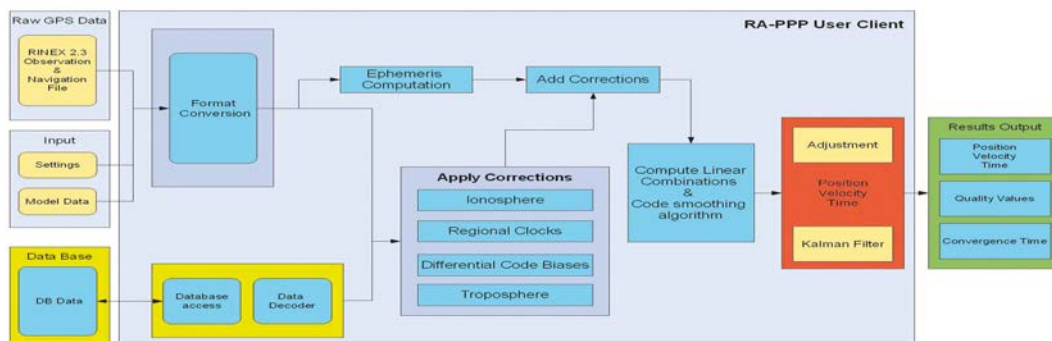 Raw GPS Data
RINEX 2.3
Observation
&
Navigation
File
Input
Settings
Model Data
Data Base
DB Data
RA-PPP User Client
Format
Conversion
Database
access
Data
Decoder
Ephemeris
Computation
Add Corrections
Apply Corrections
Ionosphere
Regional Clocks
Differential Code Biases
Troposphere
Compute Linear
Combinations
&
Code smoothing
algorithm
Adjustment
Position
Velocity
Time
Kalman Filter
Results Output
Position
Velocity
Time
Quality Values
Convergence Time